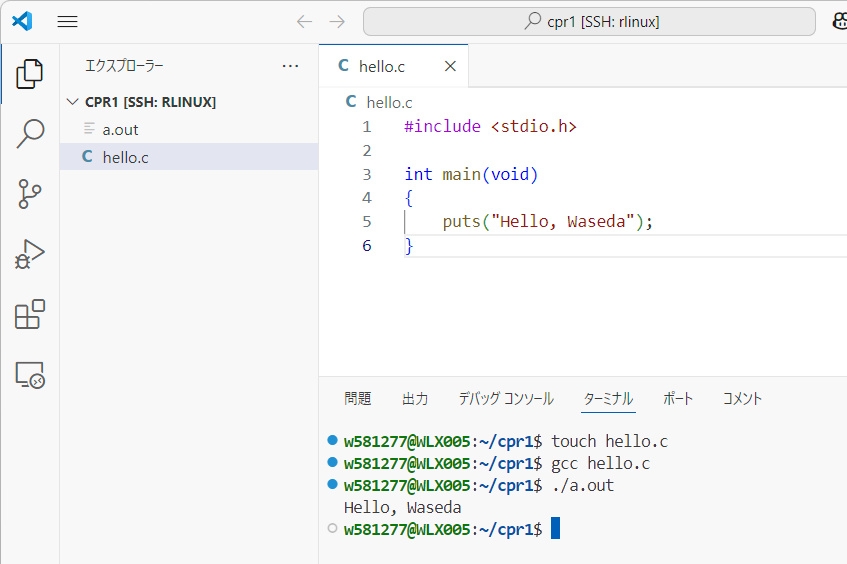 cpr1 [SSH: rlinux]
エクスプローラー
CPR1 [SSH: RLINUX]
a.out
C hello.c
C hello.c
C hello.c
1 #include <stdio.h>
2
3 int main(void)
4 {
5 puts("Hello, Waseda");
6 }
問題 出力 デバッグ コンソール ターミナル ポート コメント
w581277@WLX005:~/cpr1$ touch hello.c
w581277@WLX005:~/cpr1$ gcc hello.c
w581277@WLX005:~/cpr1$ ./a.out
Hello, Waseda
w581277@WLX005:~/cpr1$